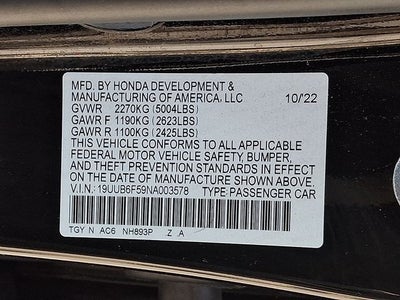 MFD. BY HONDA DEVELOPMENT &
MANUFACTURING OF AMERICA, LLC 10/22
GVWR 2270KG (5004LBS)
GAWR F 1190KG (2623LBS)
GAWR R 1100KG (2425LBS)
THIS VEHICLE CONFORMS TO ALL APPLICABLE
FEDERAL MOTOR VEHICLE SAFETY, BUMPER,
AND THEFT PREVENTION STANDARDS IN EFFECT
ON THE DATE OF MANUFACTURE SHOWN ABOVE.
V.I.N.: 19UUB6F59NA003578 TYPE:PASSENGER CAR
TGY N AC6 NH893P Z A